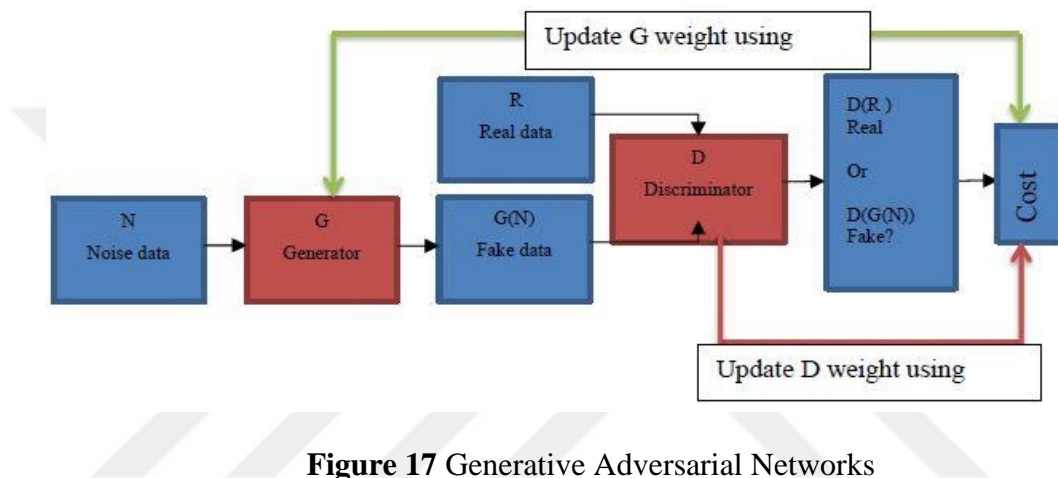 Update G weight using
R
Real data
D
Discriminator
D(R )
Real
Or
D(G(N))
Fake?
Cost
N
Noise data
G
Generator
G(N)
Fake data
Update D weight using
Figure 17 Generative Adversarial Networks